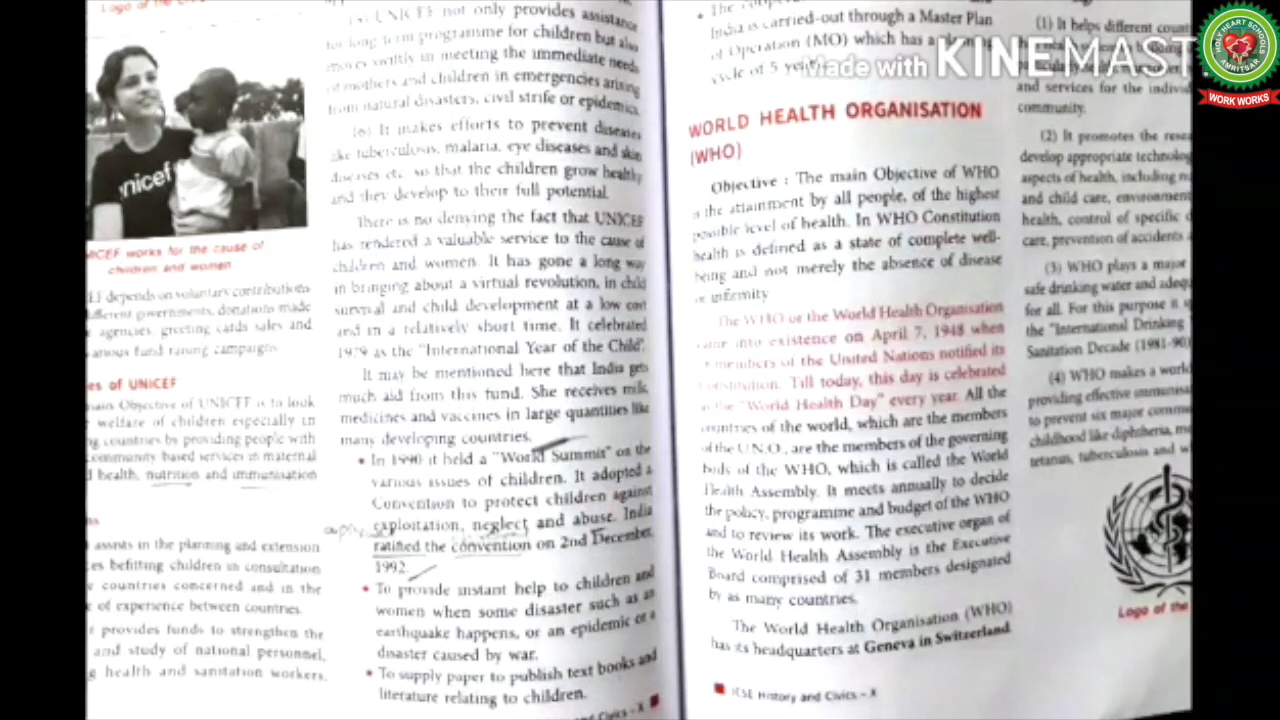 Logo of the
unicef
UNICEF works for the cause of
children and women
EF depends on voluntary contributions
different governments, donations made
agencies, greeting cards sales and
various fund raising campaigns
es of UNICEF
main Objective of UNICEF is to look
welfare of children especially in
ng countries by providing people with
community based services in maternal
d health, nutrition and immunisation
assists in the planning and extension
es befitting children in consultation
countries concerned and in the
of experience between countries.
provides funds to strengthen the
and study of national personnel,
g health and sanitation workers.
UNICEF not only provides assistance
for long term programme for children but also
moves swiftly in meeting the immediate needs
of mothers and children in emergencies arising
from natural disasters, civil strife or epidemics.
(6) It makes efforts to prevent diseases
like tuberculous, malaria, eye diseases and skin
diseases etc. so that the children grow healthy
and they develop to their full potential.
There is no denying the fact that UNICEF
has rendered a valuable service to the cause of
children and women. It has gone a long way
in bringing about a virtual revolution, in child
survival and child development at a low cost
and in a relatively short time. It celebrated
1979 as the "International Year of the Child".
It may be mentioned here that India gets
much aid from this fund. She receives milk,
medicines and vaccines in large quantities like
many developing countries.
• In 1990 it held a "World Summit" on the
various issues of children. It adopted a
Convention to protect children against
exploitation, neglect and abuse. India
ratified the convention on 2nd December,
1992.
• To provide instant help to children and
women when some disaster such as an
earthquake happens, or an epidemic or a
disaster caused by war.
• To supply paper to publish text books and
literature relating to children.
and Civics - X
India is carried-out through a Master Plan
of Operation (MO) which has a
cycle of 5 years
WORLD HEALTH ORGANISATION
(WHO)
Objective : The main Objective of WHO
is the attainment by all people, of the highest
possible level of health. In WHO Constitution
health is defined as a state of complete well-
being and not merely the absence of disease
or infirmity
The WHO or the World Health Organisation
came into existence on April 7, 1948 when
members of the United Nations notified its
constitution. Till today, this day is celebrated
as the "World Health Day" every year. All the
countries of the world, which are the members
of the U.N.O., are the members of the governing
body of the WHO, which is called the World
Health Assembly. It meets annually to decide
the policy, programme and budget of the WHO
and to review its work. The executive organ of
the World Health Assembly is the Executive
Board comprised of 31 members designated
by as many countries.
The World Health Organisation (WHO)
has its headquarters at Geneva in Switzerland.
ICSE History and Civics - X
(1) It helps different coun
and services for the individ
community.
(2) It promotes the resea
develop appropriate technolog
aspects of health, including
and child care, environment
health, control of specific d
care, prevention of accidents a
(3) WHO plays a major
safe drinking water and adequ
for all. For this purpose it
the "International Drinking
Sanitation Decade (1981-90)
(4) WHO makes a world
providing effective immunisa
to prevent six major comm
childhood like diphtheria, me
tetanus, tuberculosis and w
Logo of the
Made with KINEMAST
HOLY HEART SCHOOLS
AMRITSAR
WORK WORKS